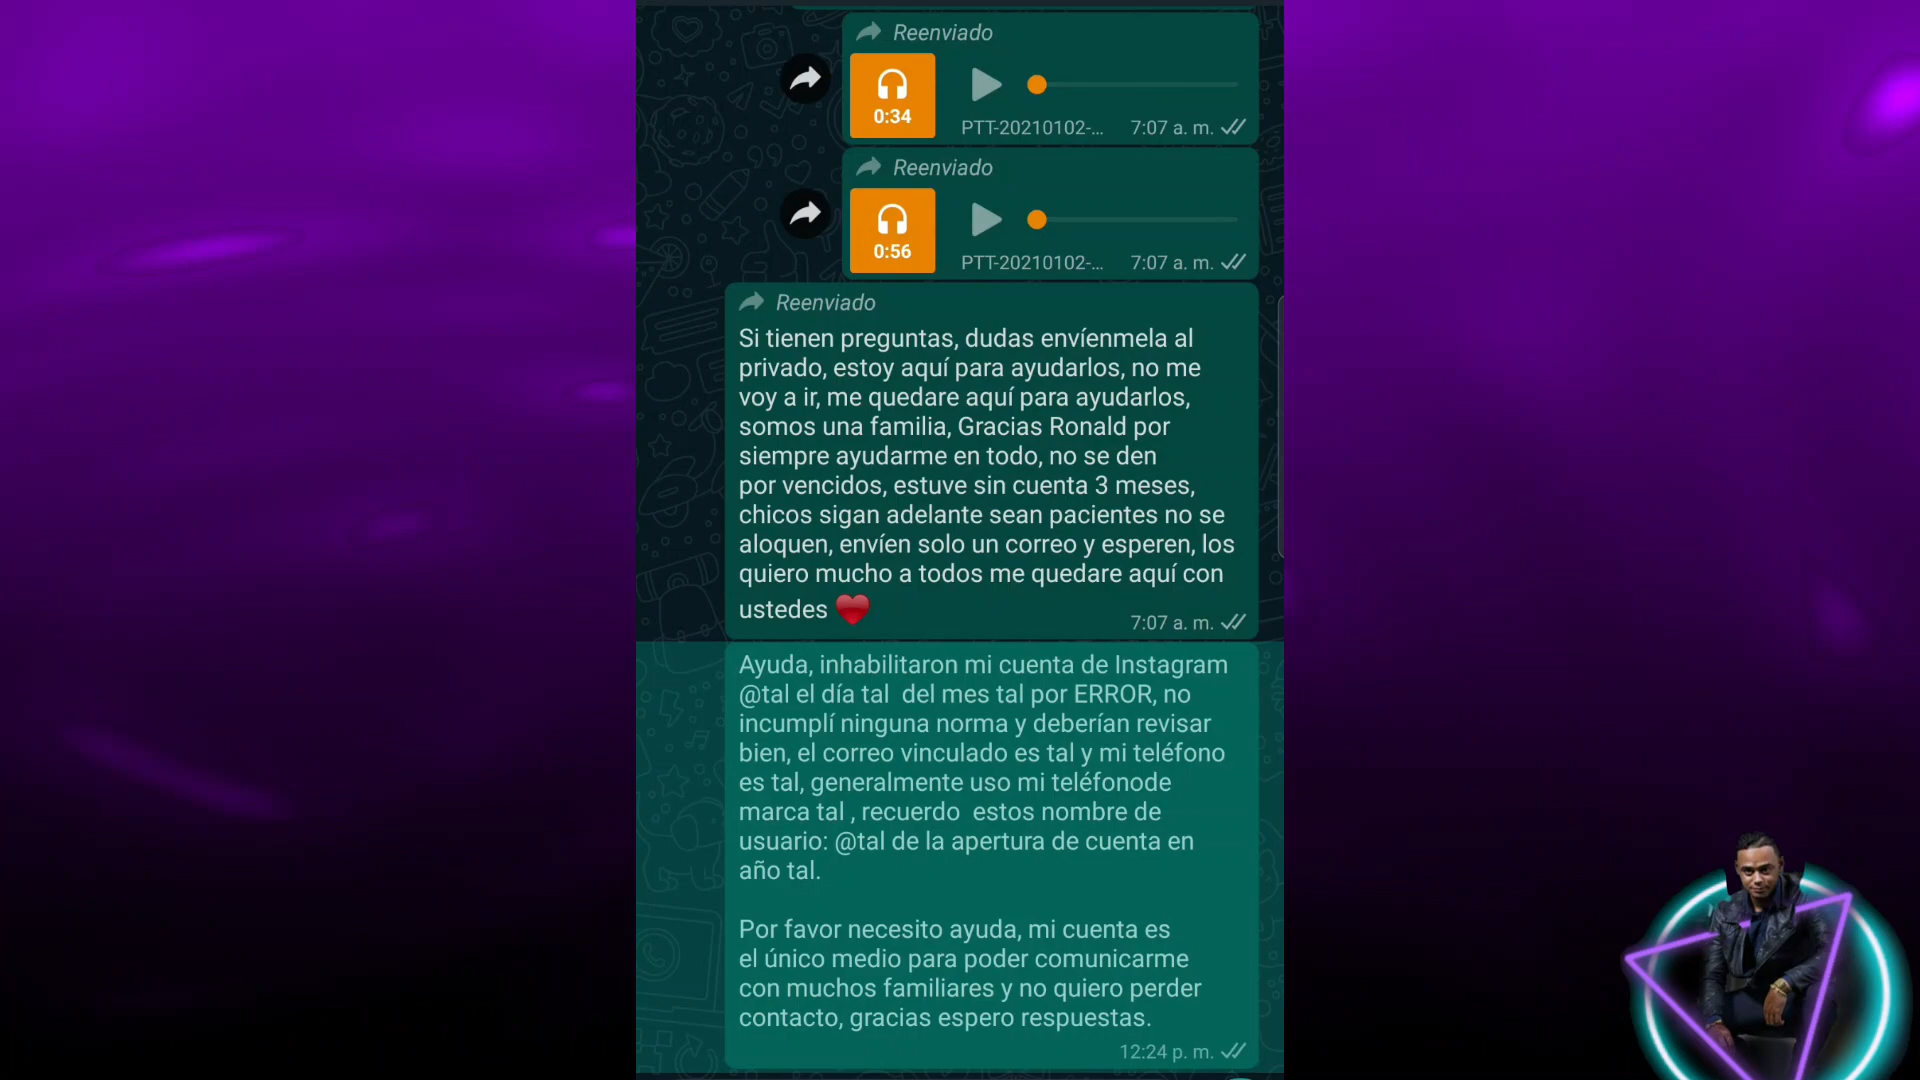 Reenviado
0:34
PTT-20210102-... 7:07 a. m.
Reenviado
0:56
PTT-20210102-... 7:07 a. m.
Reenviado
Si tienen preguntas, dudas envíenmela al
privado, estoy aquí para ayudarlos, no me
voy a ir, me quedare aquí para ayudarlos,
somos una familia, Gracias Ronald por
siempre ayudarme en todo, no se den
por vencidos, estuve sin cuenta 3 meses,
chicos sigan adelante sean pacientes no se
aloquen, envíen solo un correo y esperen, los
quiero mucho a todos me quedare aquí con
ustedes ❤️
7:07 a. m.
Ayuda, inhabilitaron mi cuenta de Instagram
@tal el día tal  del mes tal por ERROR, no
incumplí ninguna norma y deberían revisar
bien, el correo vinculado es tal y mi teléfono
es tal, generalmente uso mi teléfonode
marca tal , recuerdo  estos nombre de
usuario: @tal de la apertura de cuenta en
año tal.
Por favor necesito ayuda, mi cuenta es
el único medio para poder comunicarme
con muchos familiares y no quiero perder
contacto, gracias espero respuestas.
12:24 p. m.